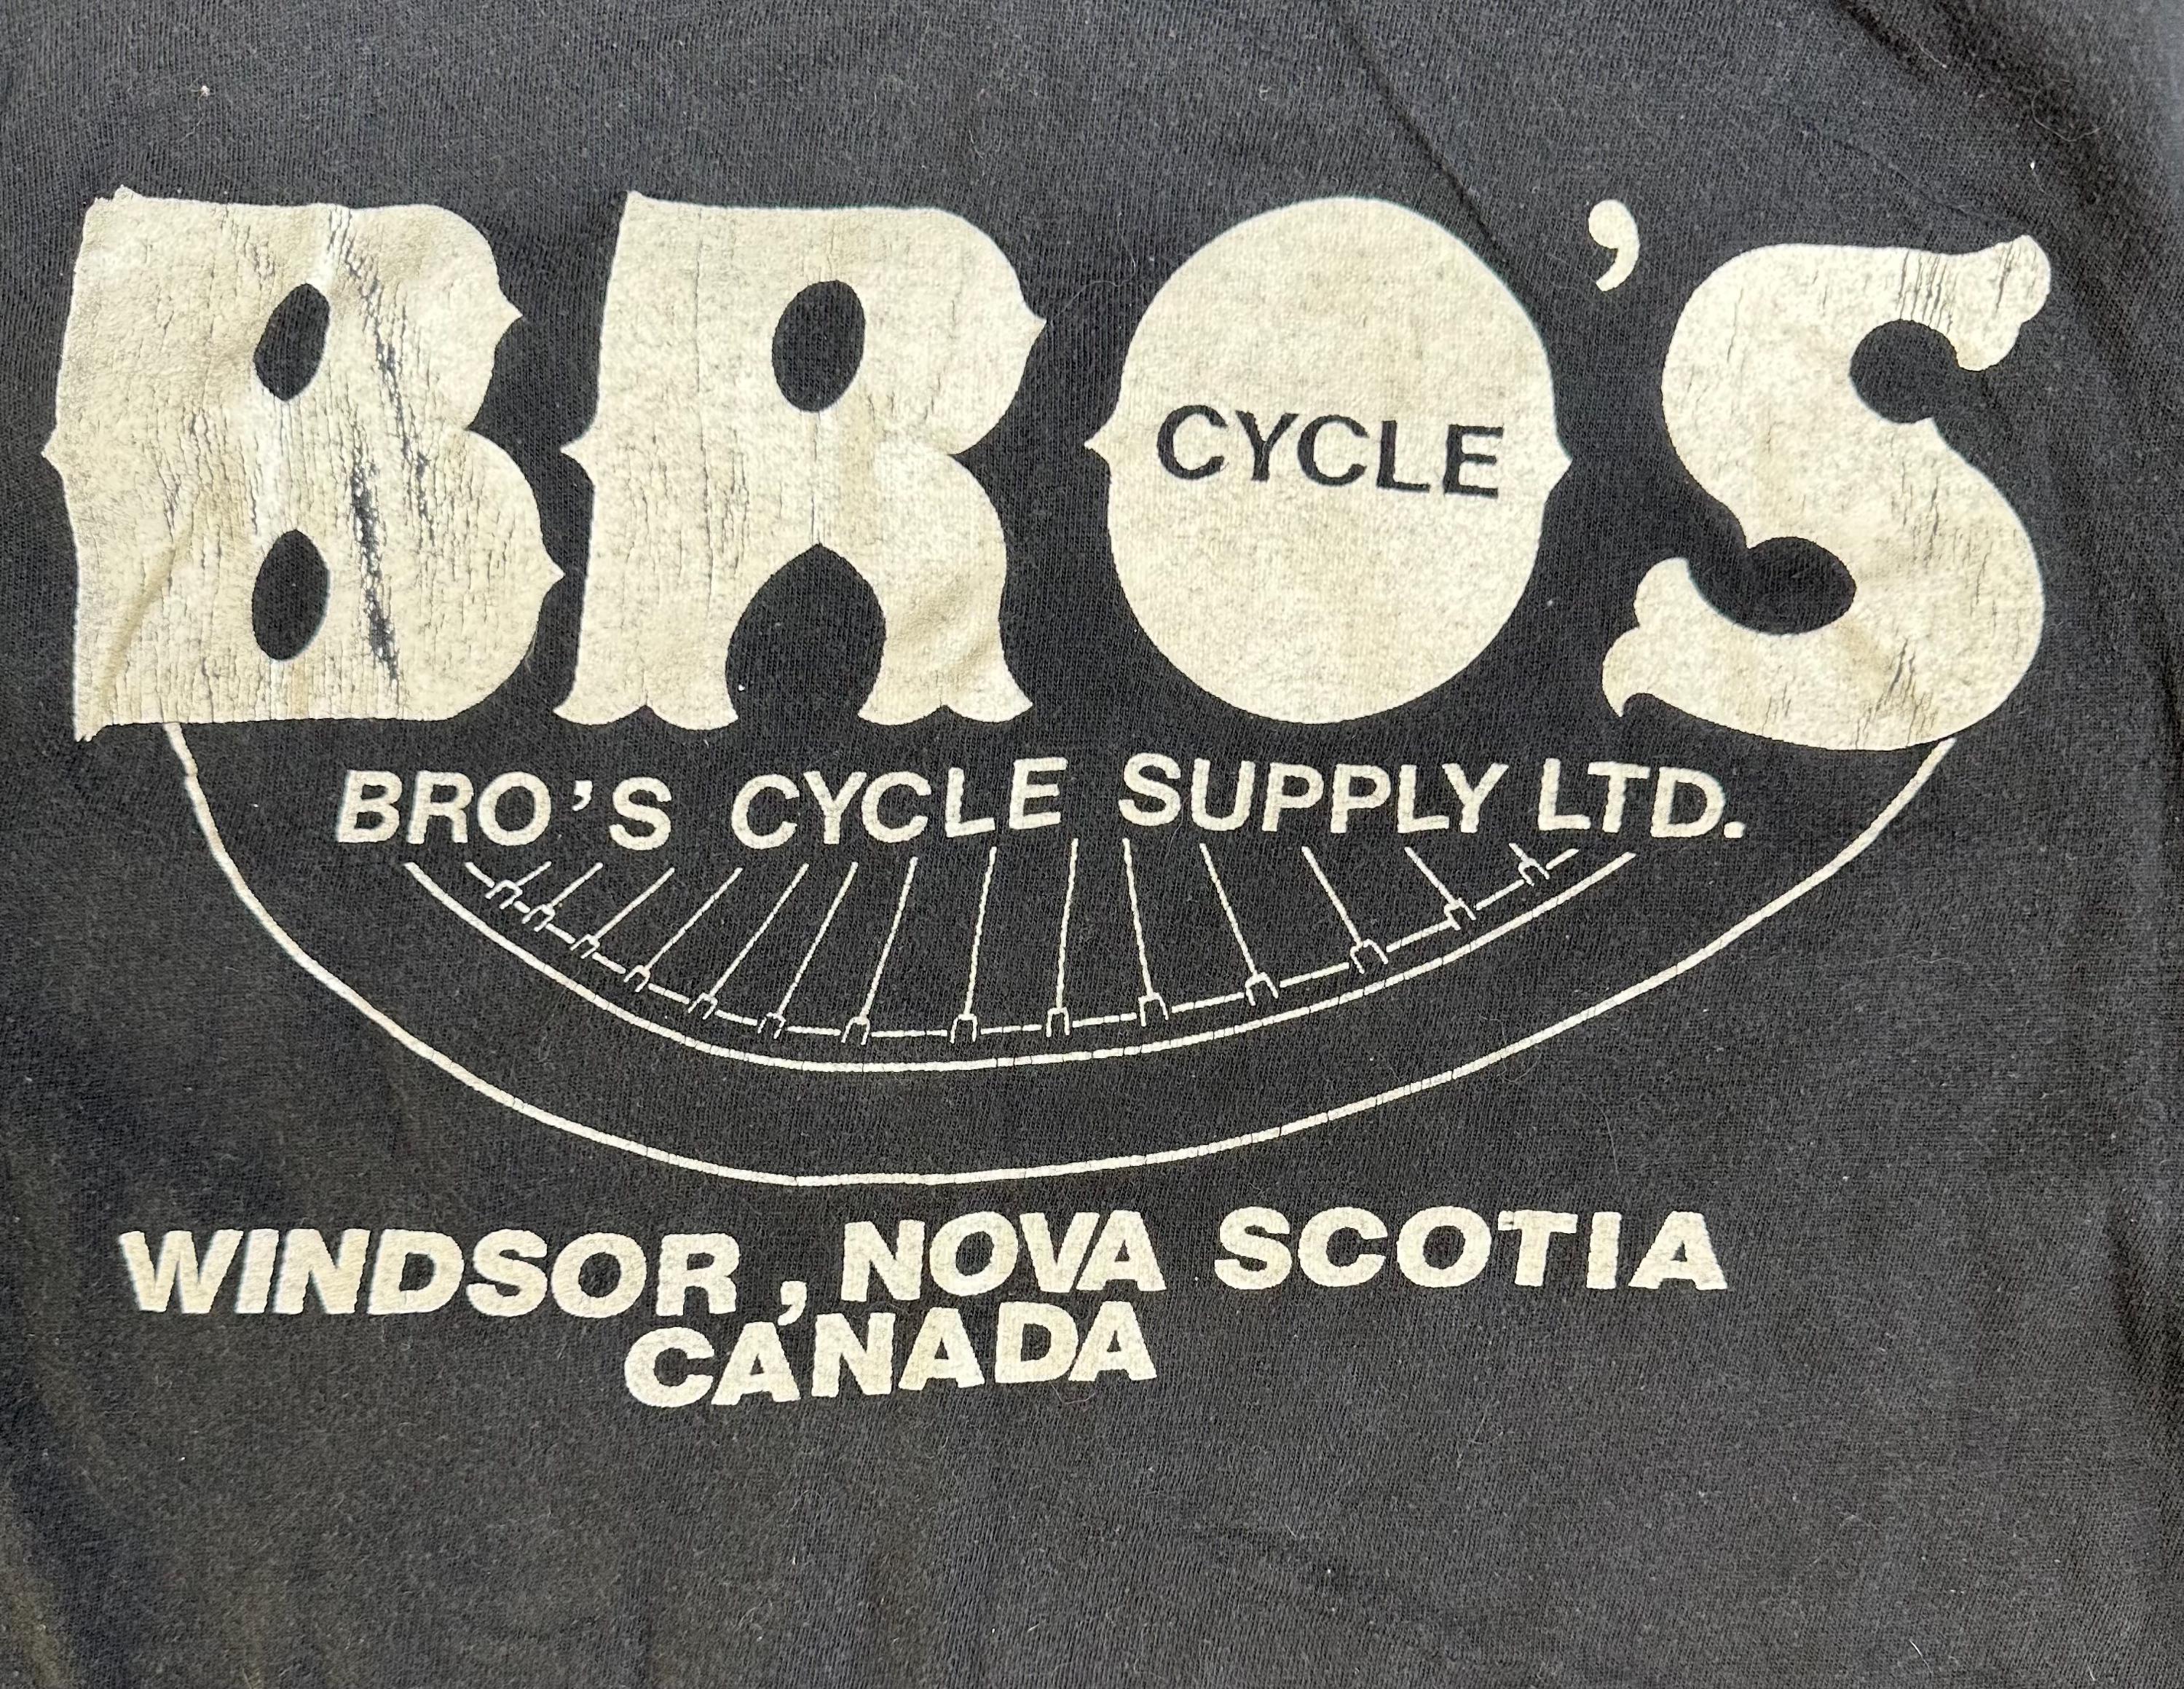 BRO'S
CYCLE
BRO'S CYCLE SUPPLY LTD.
WINDSOR, NOVA SCOTIA
CANADA